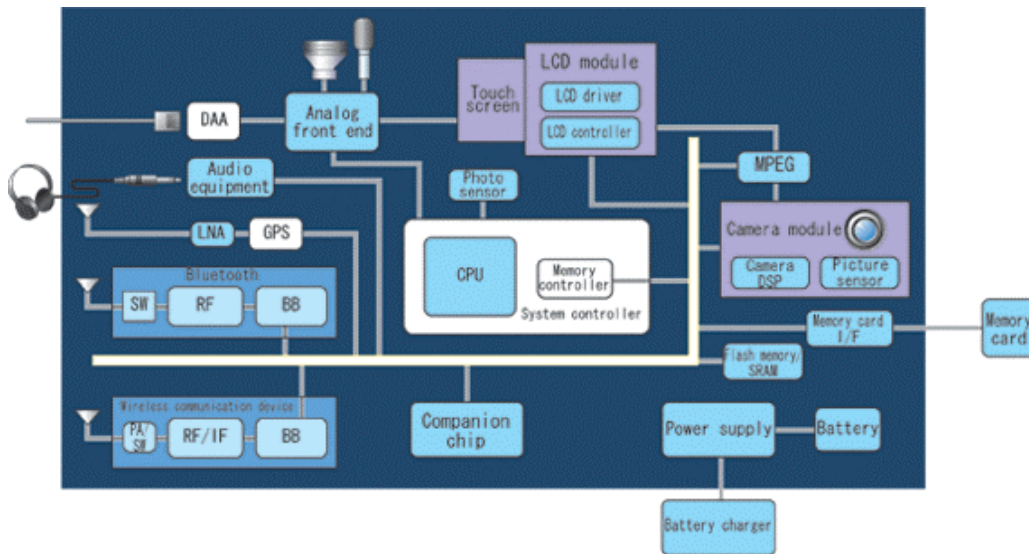 LCD module
Touch
screen
LCD driver
LCD controller
DAA
Analog
front end
MPEG
Audio
equipment
Photo
sensor
LNA
GPS
Camera module
Camera
DSP
Picture
sensor
CPU
Memory
controller
System controller
Bluetooth
SW
RF
BB
Memory card
I/F
Memory
card
Flash memory/
SRAM
Wireless communication device
PA/
SW
RF/IF
BB
Companion
chip
Power supply
Battery
Battery charger